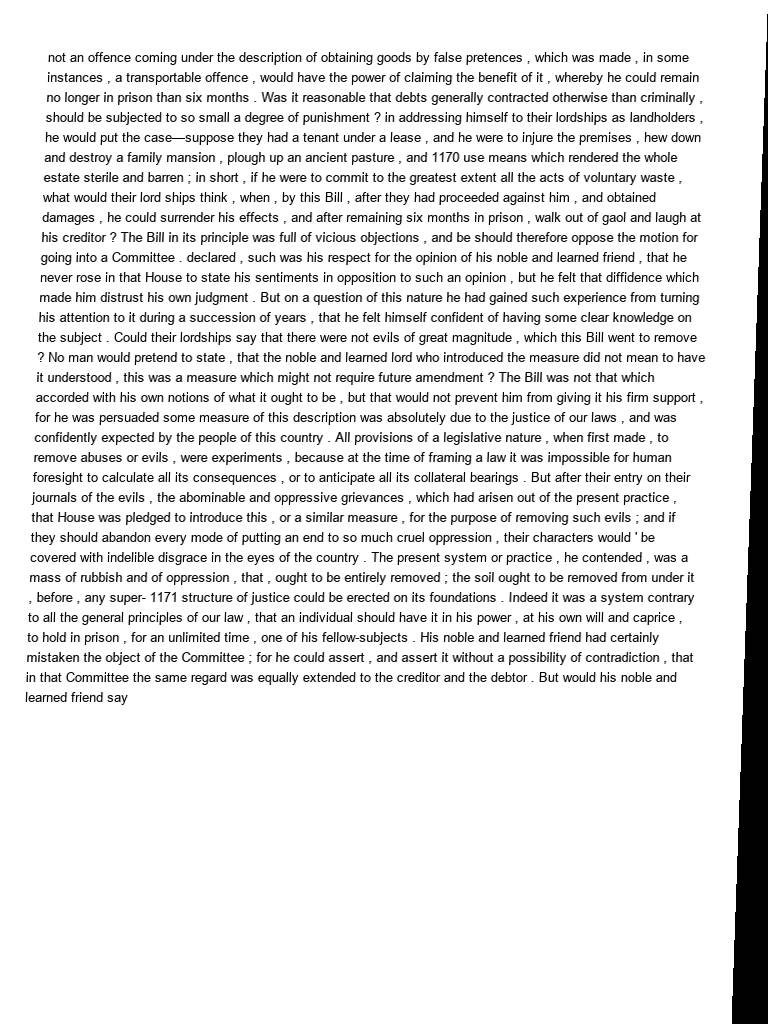 not an offence coming under the description of obtaining goods by false pretences , which was made , in some
instances , a transportable offence , would have the power of claiming the benefit of it , whereby he could remain
no longer in prison than six months . Was it reasonable that debts generally contracted otherwise than criminally ,
should be subjected to so small a degree of punishment ? in addressing himself to their lordships as landholders ,
he would put the case—suppose they had a tenant under a lease , and he were to injure the premises , hew down
and destroy a family mansion , plough up an ancient pasture , and 1170 use means which rendered the whole
estate sterile and barren ; in short , if he were to commit to the greatest extent all the acts of voluntary waste ,
what would their lord ships think , when , by this Bill , after they had proceeded against him , and obtained
damages , he could surrender his effects , and after remaining six months in prison , walk out of gaol and laugh at
his creditor ? The Bill in its principle was full of vicious objections , and be should therefore oppose the motion for
going into a Committee . declared , such was his respect for the opinion of his noble and learned friend , that he
never rose in that House to state his sentiments in opposition to such an opinion , but he felt that diffidence which
made him distrust his own judgment . But on a question of this nature he had gained such experience from turning
his attention to it during a succession of years , that he felt himself confident of having some clear knowledge on
the subject . Could their lordships say that there were not evils of great magnitude , which this Bill went to remove
? No man would pretend to state , that the noble and learned lord who introduced the measure did not mean to have
it understood , this was a measure which might not require future amendment ? The Bill was not that which
accorded with his own notions of what it ought to be , but that would not prevent him from giving it his firm support ,
for he was persuaded some measure of this description was absolutely due to the justice of our laws , and was
confidently expected by the people of this country . All provisions of a legislative nature , when first made , to
remove abuses or evils , were experiments , because at the time of framing a law it was impossible for human
foresight to calculate all its consequences , or to anticipate all its collateral bearings . But after their entry on their
journals of the evils , the abominable and oppressive grievances , which had arisen out of the present practice ,
that House was pledged to introduce this , or a similar measure , for the purpose of removing such evils ; and if
they should abandon every mode of putting an end to so much cruel oppression , their characters would ' be
covered with indelible disgrace in the eyes of the country . The present system or practice , he contended , was a
mass of rubbish and of oppression , that , ought to be entirely removed ; the soil ought to be removed from under it
, before , any super- 1171 structure of justice could be erected on its foundations . Indeed it was a system contrary
to all the general principles of our law , that an individual should have it in his power , at his own will and caprice ,
to hold in prison , for an unlimited time , one of his fellow-subjects . His noble and learned friend had certainly
mistaken the object of the Committee ; for he could assert , and assert it without a possibility of contradiction , that
in that Committee the same regard was equally extended to the creditor and the debtor . But would his noble and
learned friend say